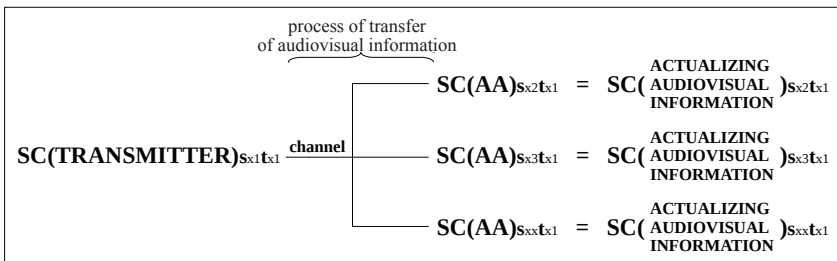 process of transfer
of audiovisual information
SC(AA)sx2tx1 = SC(ACTUALIZING
AUDIOVISUAL
INFORMATION)sx2tx1
SC(TRANSMITTER)sx1tx1 channel SC(AA)sx3tx1 = SC(ACTUALIZING
AUDIOVISUAL
INFORMATION)sx3tx1
SC(AA)sxxtx1 = SC(ACTUALIZING
AUDIOVISUAL
INFORMATION)sxxtx1